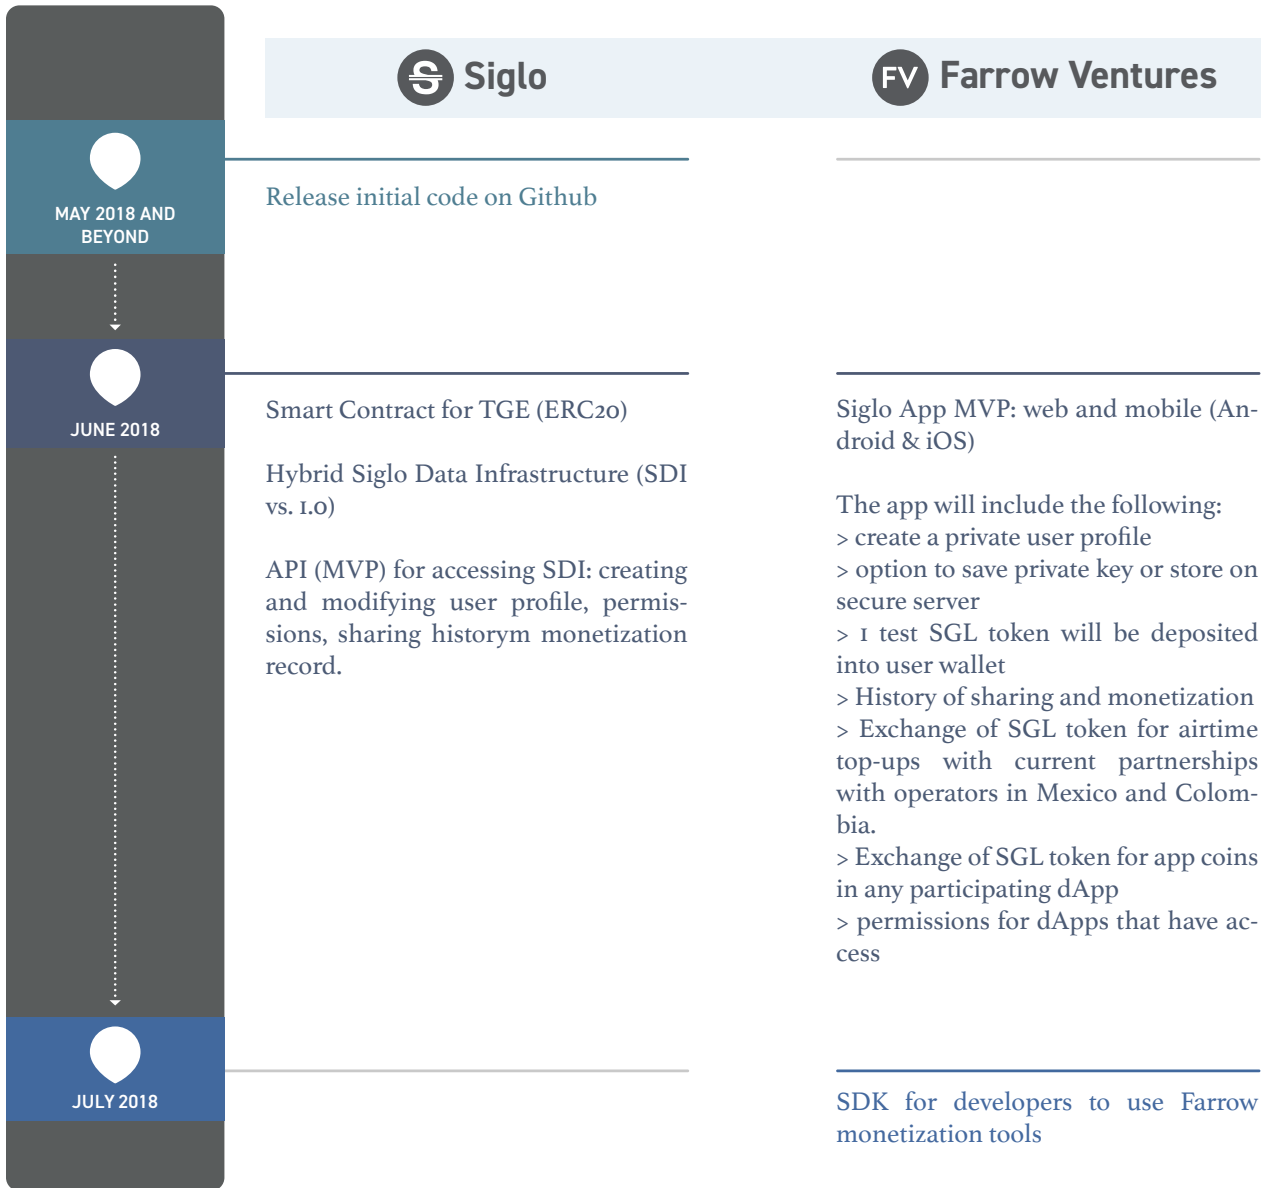 S Siglo
FV Farrow Ventures
MAY 2018 AND
BEYOND
Release initial code on Github
JUNE 2018
Smart Contract for TGE (ERC20)
Hybrid Siglo Data Infrastructure (SDI
vs. 1.0)
API (MVP) for accessing SDI: creating
and modifying user profile, permis-
sions, sharing historym monetization
record.
Siglo App MVP: web and mobile (An-
droid & iOS)
The app will include the following:
> create a private user profile
> option to save private key or store on
secure server
> 1 test SGL token will be deposited
into user wallet
> History of sharing and monetization
> Exchange of SGL token for airtime
top-ups with current partnerships
with operators in Mexico and Colom-
bia.
> Exchange of SGL token for app coins
in any participating dApp
> permissions for dApps that have ac-
cess
JULY 2018
SDK for developers to use Farrow
monetization tools